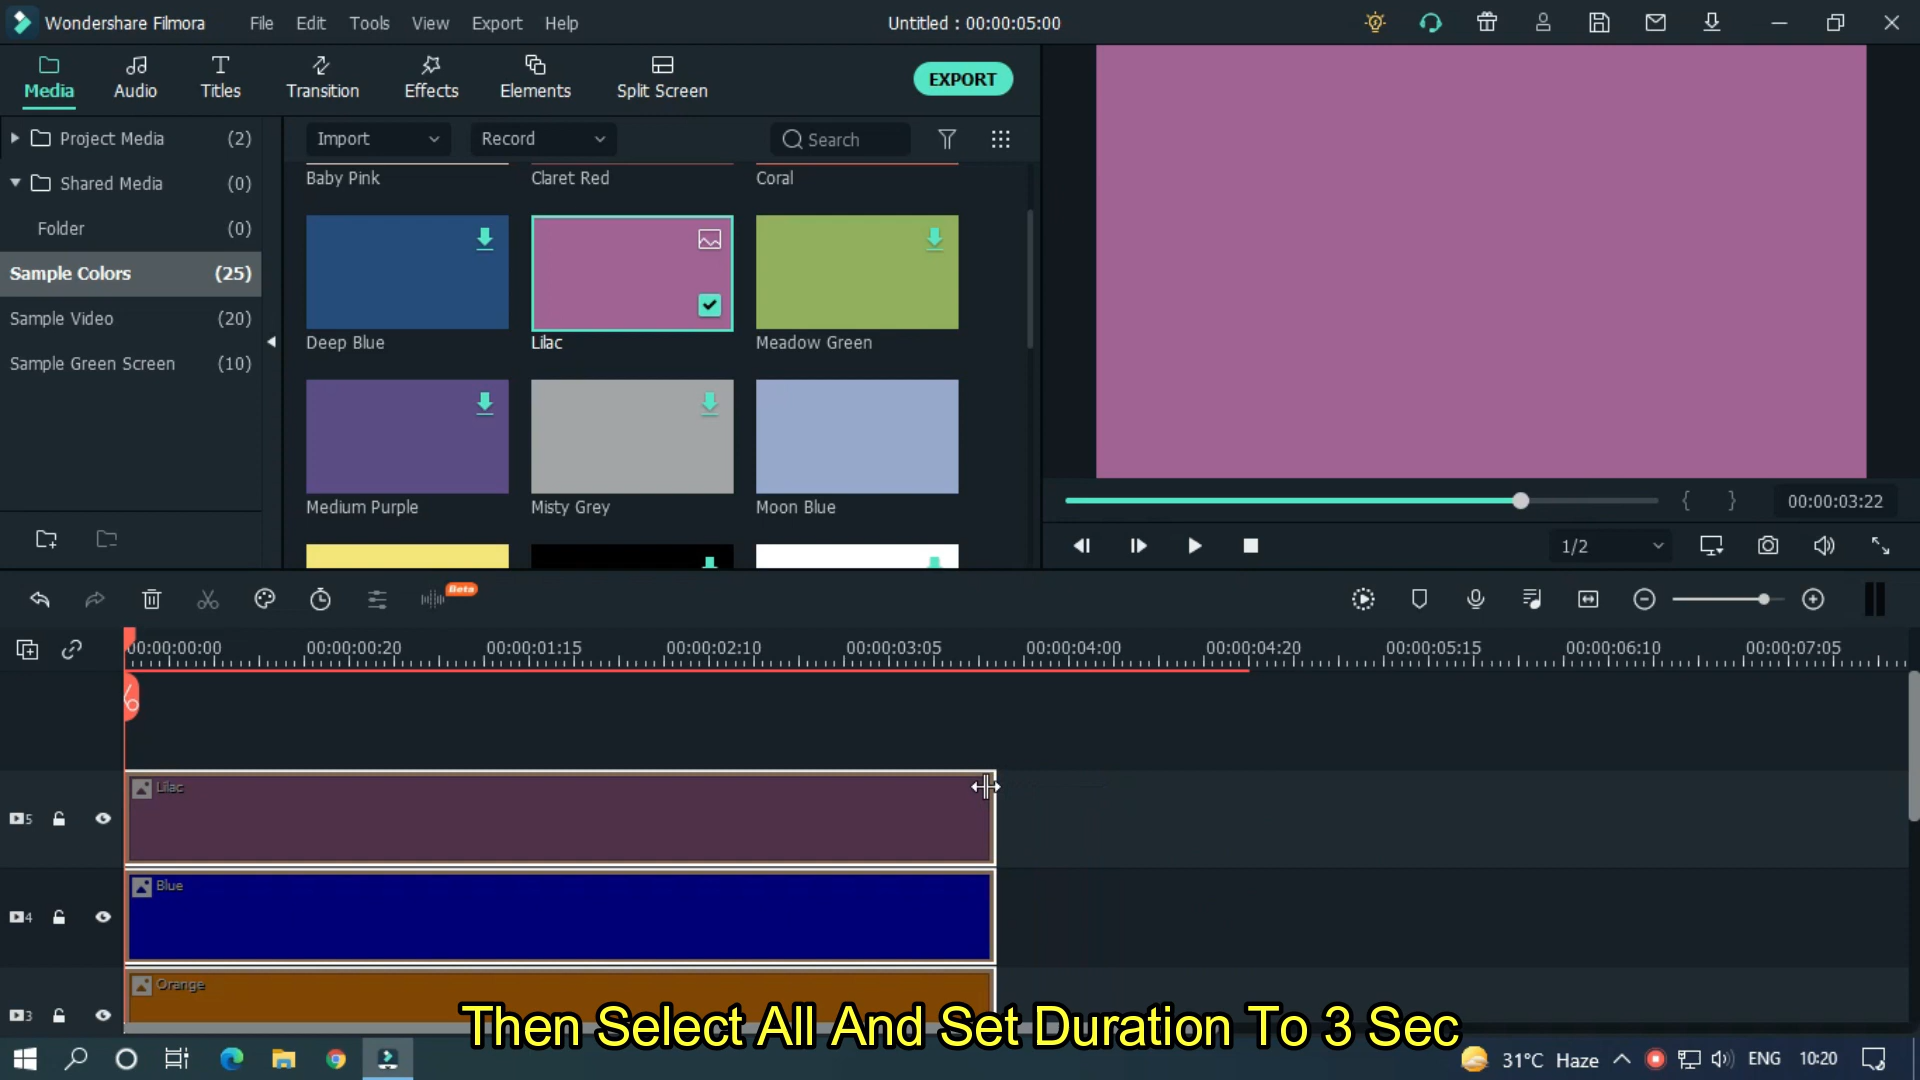 Wondershare Filmora File Edit Tools View Export Help Untitled : 00:00:05:00
Media Audio Titles Transition Effects Elements Split Screen EXPORT
Project Media (2)
Shared Media (0)
Folder (0)
Sample Colors (25)
Sample Video (20)
Sample Green Screen (10)
Import Record Search
Baby Pink Claret Red Coral
Deep Blue Lilac Meadow Green
Medium Purple Misty Grey Moon Blue
00:00:03:22
1/2
Beta
00:00:00:00 00:00:00:20 00:00:01:15 00:00:02:10 00:00:03:05 00:00:04:00 00:00:04:20 00:00:05:15 00:00:06:10 00:00:07:05
Lilac
5
Blue
4
Orange
3
Then Select All And Set Duration To 3 Sec
31°C Haze ENG 10:20